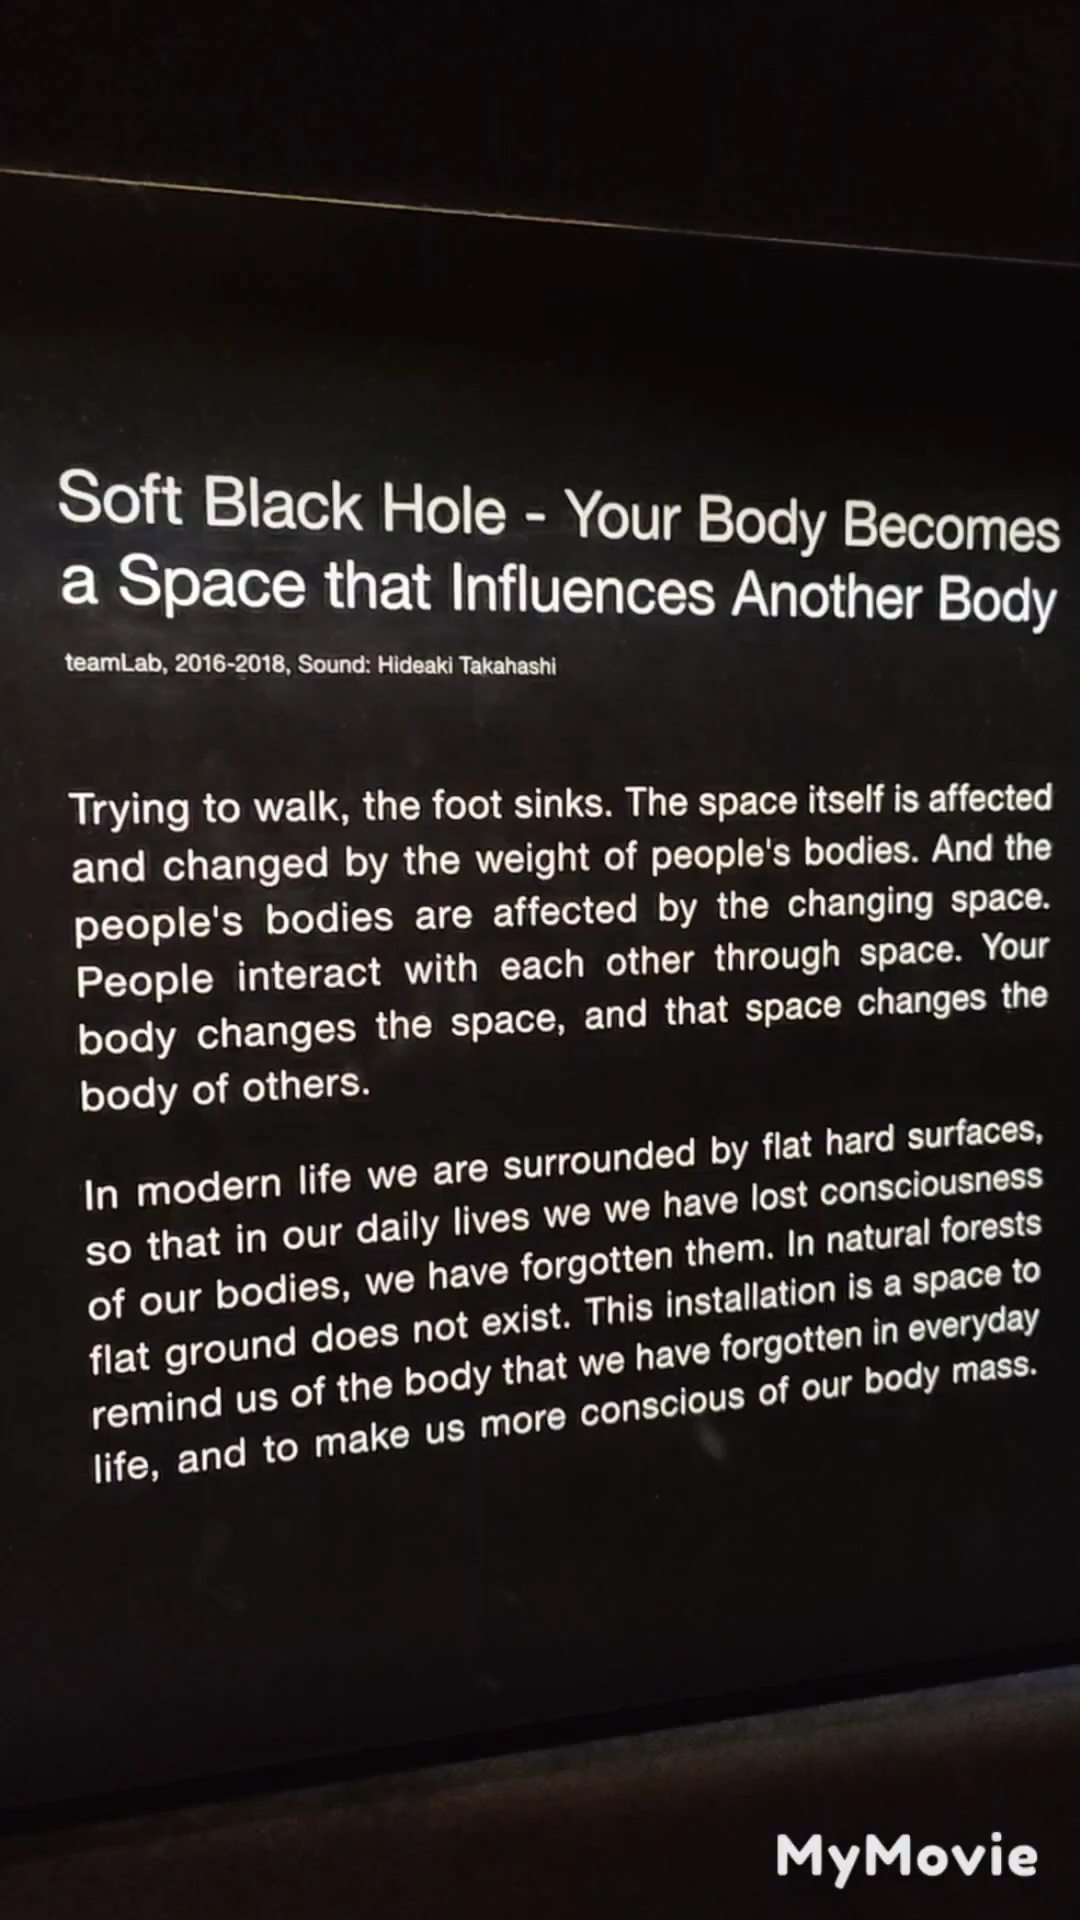 Soft Black Hole - Your Body Becomes
a Space that Influences Another Body
teamLab, 2016-2018, Sound: Hideaki Takahashi
Trying to walk, the foot sinks. The space itself is affected
and changed by the weight of people's bodies. And the
people's bodies are affected by the changing space.
People interact with each other through space. Your
body changes the space, and that space changes the
body of others.
In modern life we are surrounded by flat hard surfaces,
so that in our daily lives we we have lost consciousness
of our bodies, we have forgotten them. In natural forests
flat ground does not exist. This installation is a space to
remind us of the body that we have forgotten in everyday
life, and to make us more conscious of our body mass.
MyMovie